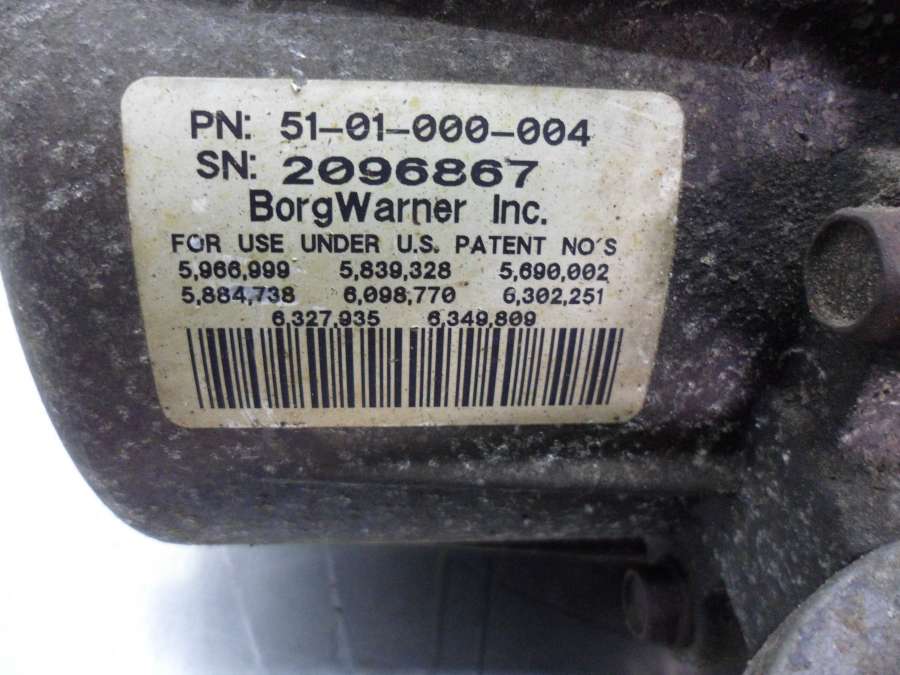 PN: 51-01-000-004
SN: 2096867
BorgWarner Inc.
FOR USE UNDER U.S. PATENT NO'S
5,966,999 5,839,328 5,690,002
5,884,738 6,098,770 6,302,251
6,327,935 6,349,809